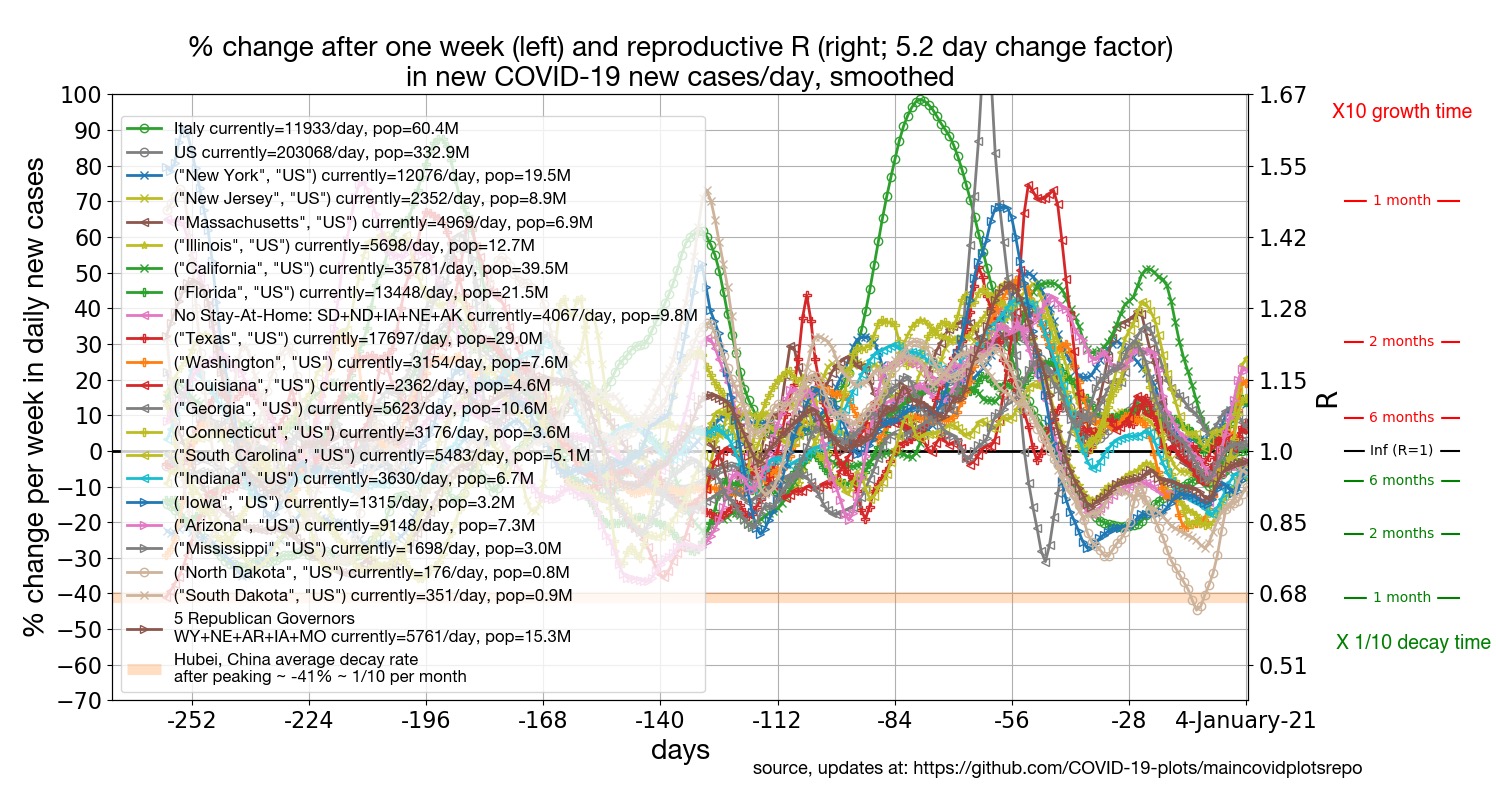 % change after one week (left) and reproductive R (right; 5.2 day change factor)
in new COVID-19 new cases/day, smoothed
% change per week in daily new cases
100
90
80
70
60
50
40
30
20
10
0
−10
−20
−30
−40
−50
−60
−70
Italy currently=11933/day, pop=60.4M
US currently=203068/day, pop=332.9M
("New York", "US") currently=12076/day, pop=19.5M
("New Jersey", "US") currently=2352/day, pop=8.9M
("Massachusetts", "US") currently=4969/day, pop=6.9M
("Illinois", "US") currently=5698/day, pop=12.7M
("California", "US") currently=35781/day, pop=39.5M
("Florida", "US") currently=13448/day, pop=21.5M
No Stay-At-Home: SD+ND+IA+NE+AK currently=4067/day, pop=9.8M
("Texas", "US") currently=17697/day, pop=29.0M
("Washington", "US") currently=3154/day, pop=7.6M
("Louisiana", "US") currently=2362/day, pop=4.6M
("Georgia", "US") currently=5623/day, pop=10.6M
("Connecticut", "US") currently=3176/day, pop=3.6M
("South Carolina", "US") currently=5483/day, pop=5.1M
("Indiana", "US") currently=3630/day, pop=6.7M
("Iowa", "US") currently=1315/day, pop=3.2M
("Arizona", "US") currently=9148/day, pop=7.3M
("Mississippi", "US") currently=1698/day, pop=3.0M
("North Dakota", "US") currently=176/day, pop=0.8M
("South Dakota", "US") currently=351/day, pop=0.9M
5 Republican Governors
WY+NE+AR+IA+MO currently=5761/day, pop=15.3M
Hubei, China average decay rate
after peaking ~ -41% ~ 1/10 per month
1.67
1.55
1.42
1.28
1.15
1.0
0.85
0.68
0.51
R
X10 growth time
1 month
2 months
6 months
Inf (R=1)
6 months
2 months
1 month
X 1/10 decay time
-252
-224
-196
-168
-140
-112
-84
-56
-28
4-January-21
days
source, updates at: https://github.com/COVID-19-plots/maincovidplotsrepo